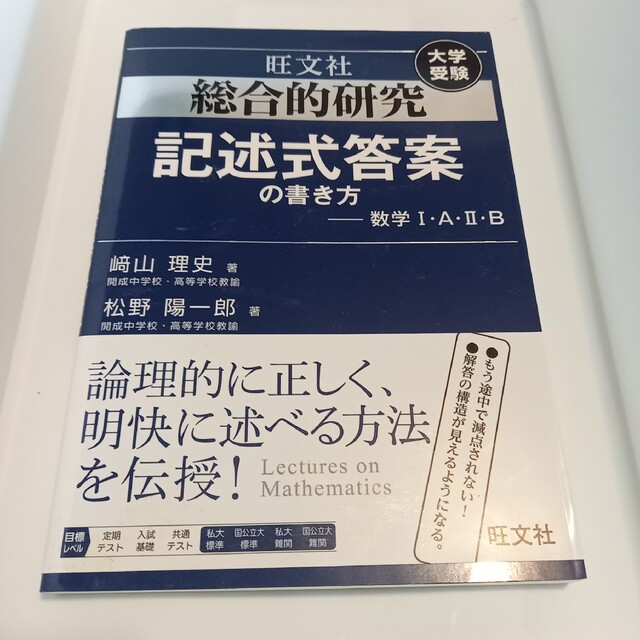 大学
受験
旺文社
総合的研究
記述式答案
の書き方
── 数学 I・A・II・B
﨑山 理史 著
開成中学校・高等学校教諭
松野 陽一郎 著
開成中学校・高等学校教諭
論理的に正しく、
明快に述べる方法
を伝授!
Lectures on
Mathematics
●もう途中で減点されない!
●解答の構造が見えるようになる。
目標
レベル
定期
テスト
入試
基礎
共通
テスト
私大
標準
国公立大
標準
私大
難関
国公立大
難関
旺文社